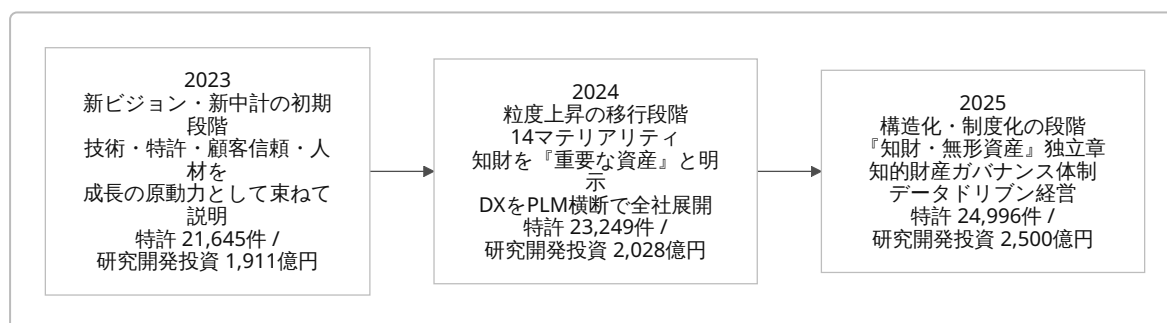 2023
新ビジョン・新中計の初期
段階
技術・特許・顧客信頼・人
材を
成長の原動力として束ねて
説明
特許 21,645件 /
研究開発投資 1,911億円
2024
粒度上昇の移行段階
14マテリアリティ
知財を『重要な資産』と明
示
DXをPLM横断で全社展開
特許 23,249件 /
研究開発投資 2,028億円
2025
構造化・制度化の段階
『知財・無形資産』独立章
知的財産ガバナンス体制
データドリブン経営
特許 24,996件 /
研究開発投資 2,500億円